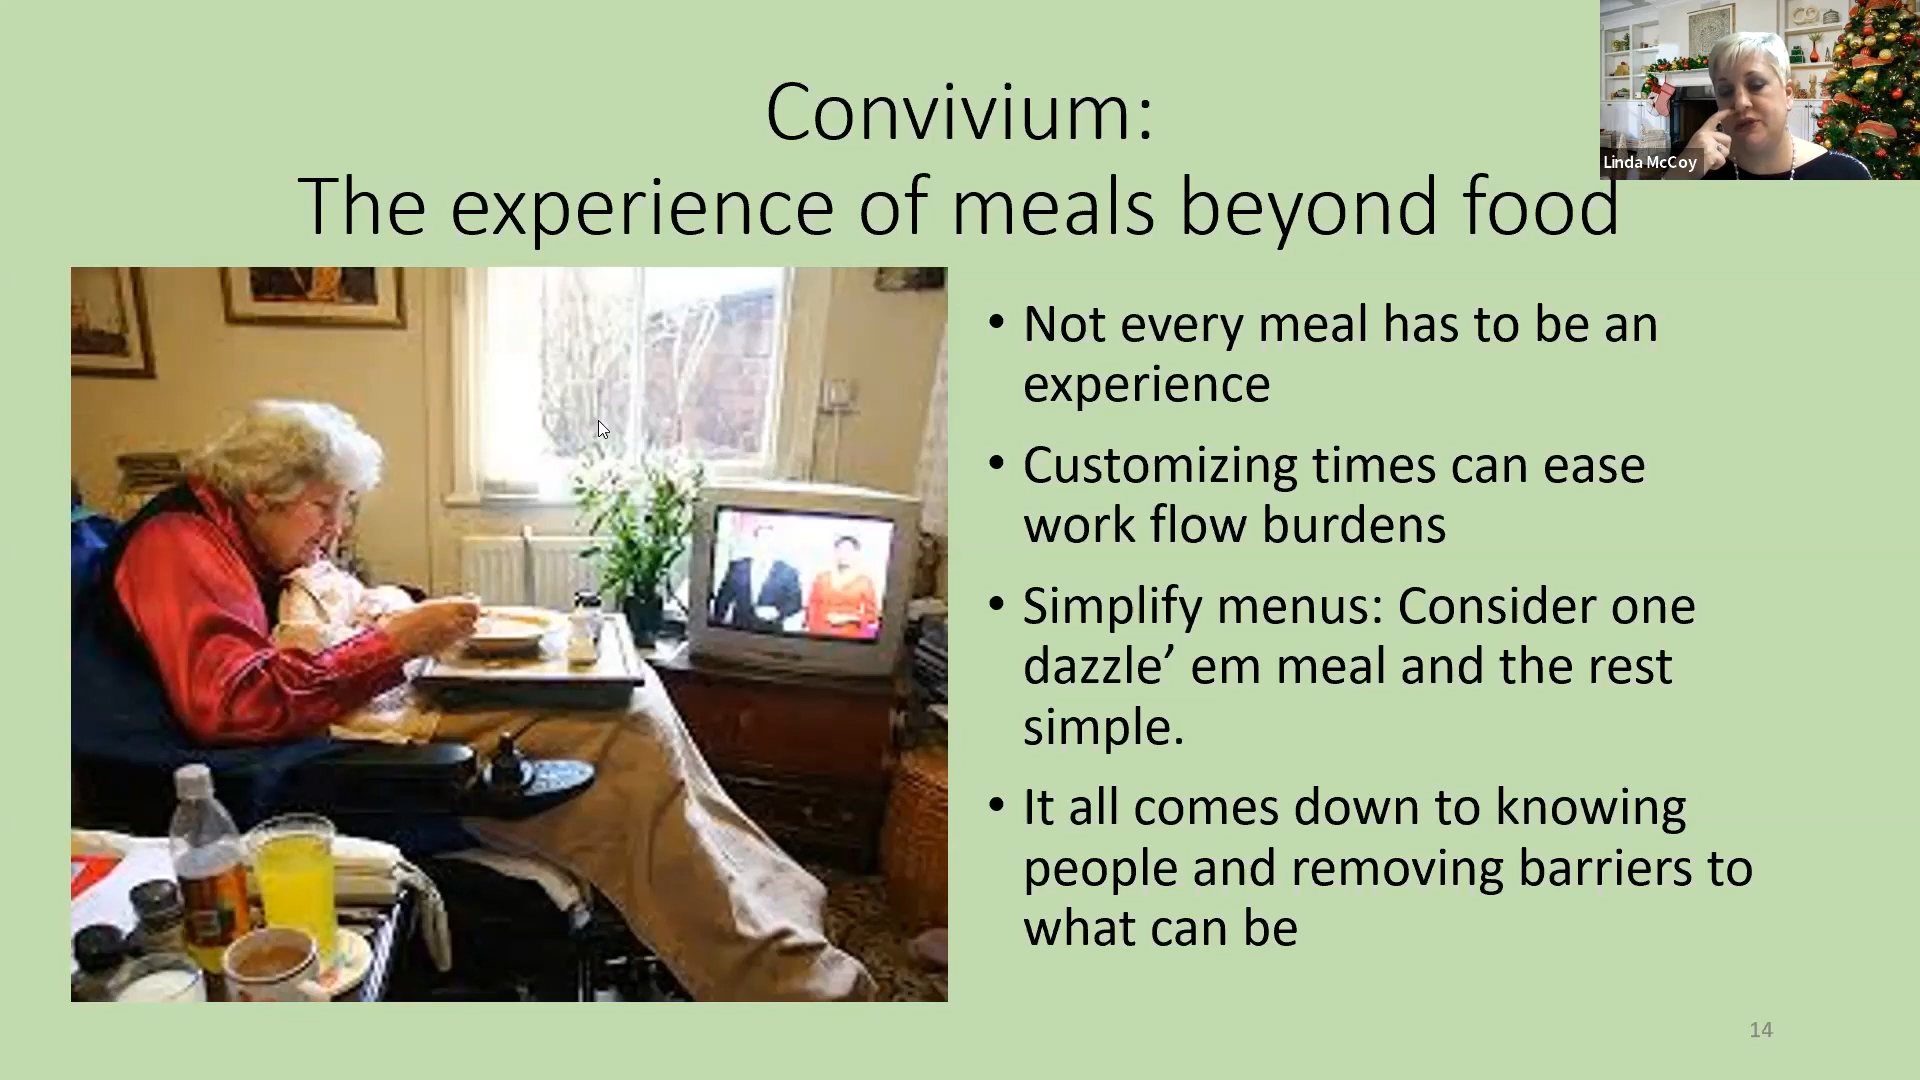 Convivium:
The experience of meals beyond food
Linda McCoy
• Not every meal has to be an
experience
• Customizing times can ease
work flow burdens
• Simplify menus: Consider one
dazzle’ em meal and the rest
simple.
• It all comes down to knowing
people and removing barriers to
what can be
14